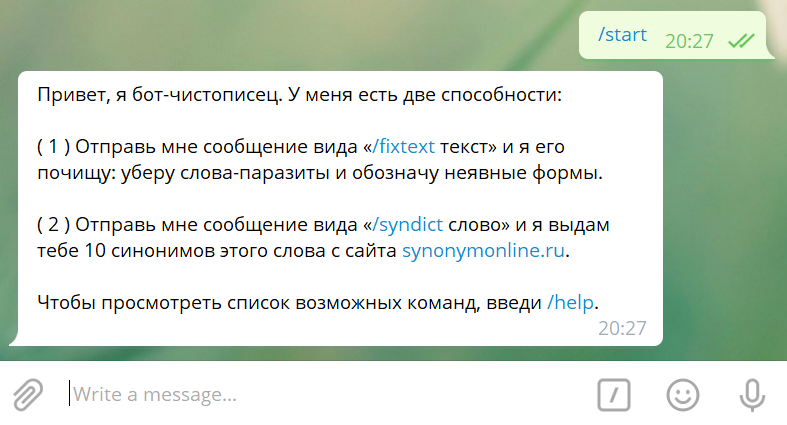 /start 20:27
Привет, я бот-чистописец. У меня есть две способности:
( 1 ) Отправь мне сообщение вида «/fixtext текст» и я его
почищу: уберу слова-паразиты и обозначу неявные формы.
( 2 ) Отправь мне сообщение вида «/syndict слово» и я выдам
тебе 10 синонимов этого слова с сайта synonymonline.ru.
Чтобы просмотреть список возможных команд, введи /help.
20:27
Write a message...